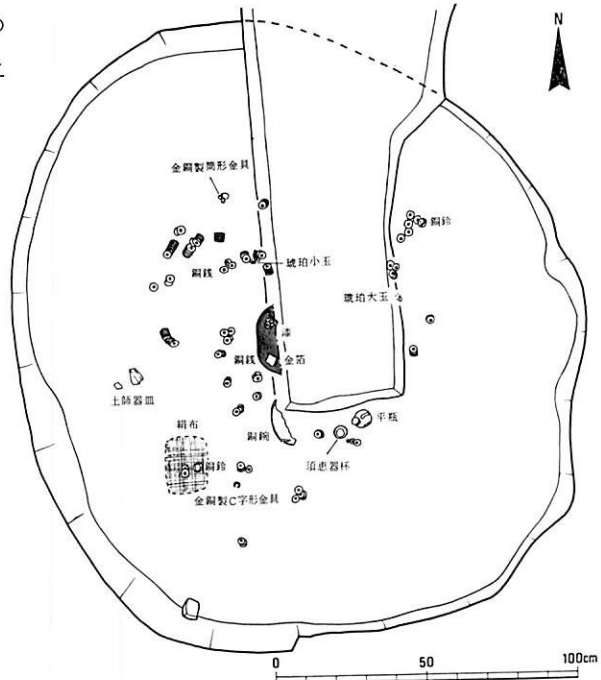 N
金銅製筒形金具
銅鈴
琥珀小玉
銅銭
琥珀大玉
漆
銅銭
金箔
土師器皿
平瓶
絹布
銅鋺
銅鈴
須恵器杯
金銅製C字形金具
0
50
100cm